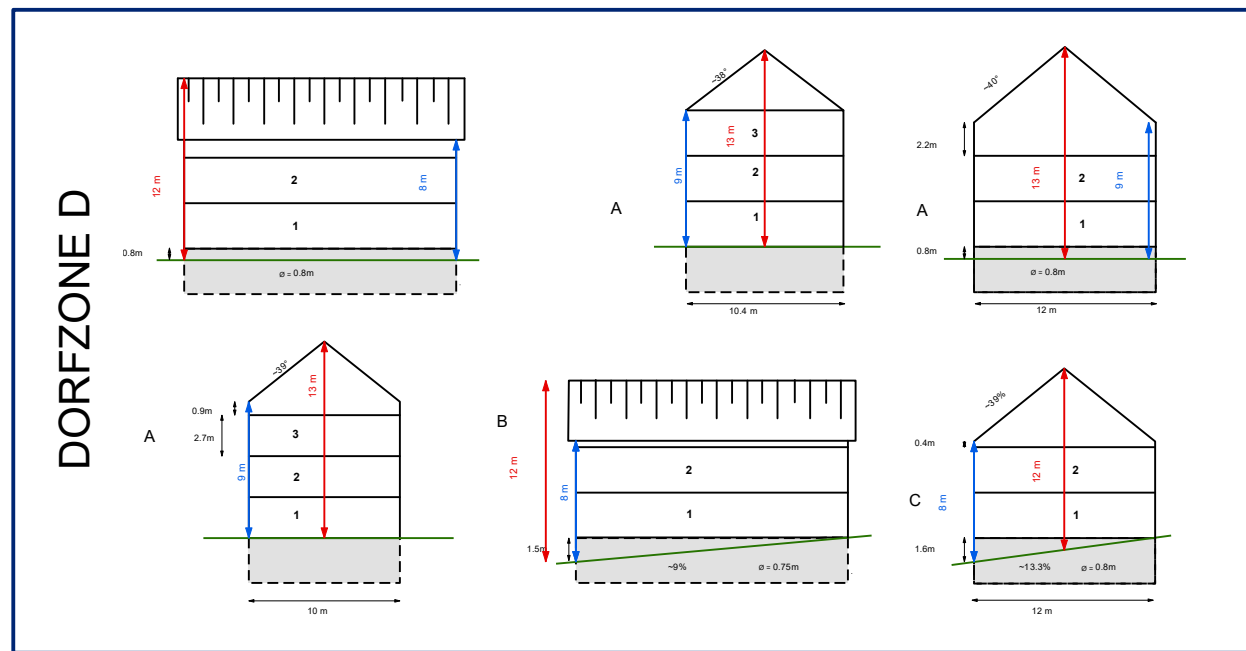 DORFZONE D
12 m
2
8 m
1
0.8m
ø = 0.8m
~38°
3
13 m
9 m
2
A
1
10.4 m
~40°
2.2m
13 m
2
9 m
A
1
0.8m
ø = 0.8m
12 m
~39°
13 m
0.9m
A
2.7m
3
9 m
2
1
10 m
B
12 m
2
8 m
1
1.5m
~9%
ø = 0.75m
~39%
0.4m
12 m
2
C
8 m
1
1.6m
~13.3%
ø = 0.8m
12 m